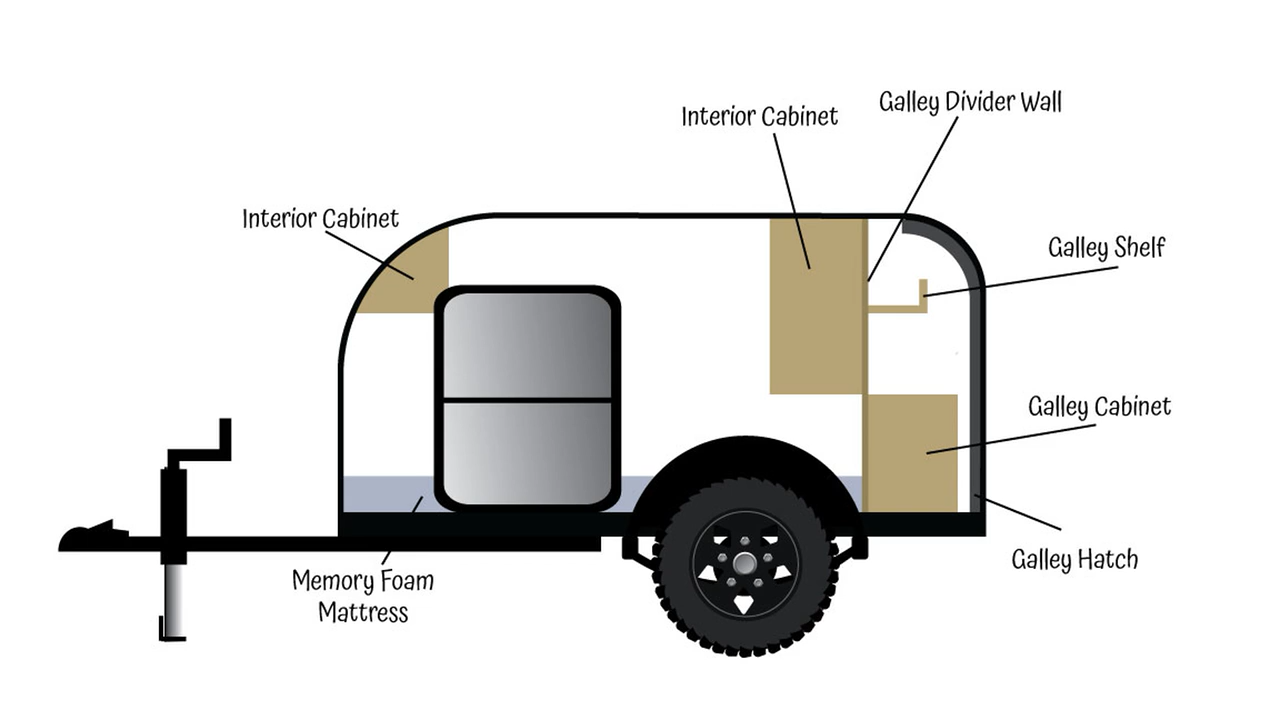 Galley Divider Wall
Interior Cabinet
Interior Cabinet
Galley Shelf
Galley Cabinet
Galley Hatch
Memory Foam
Mattress